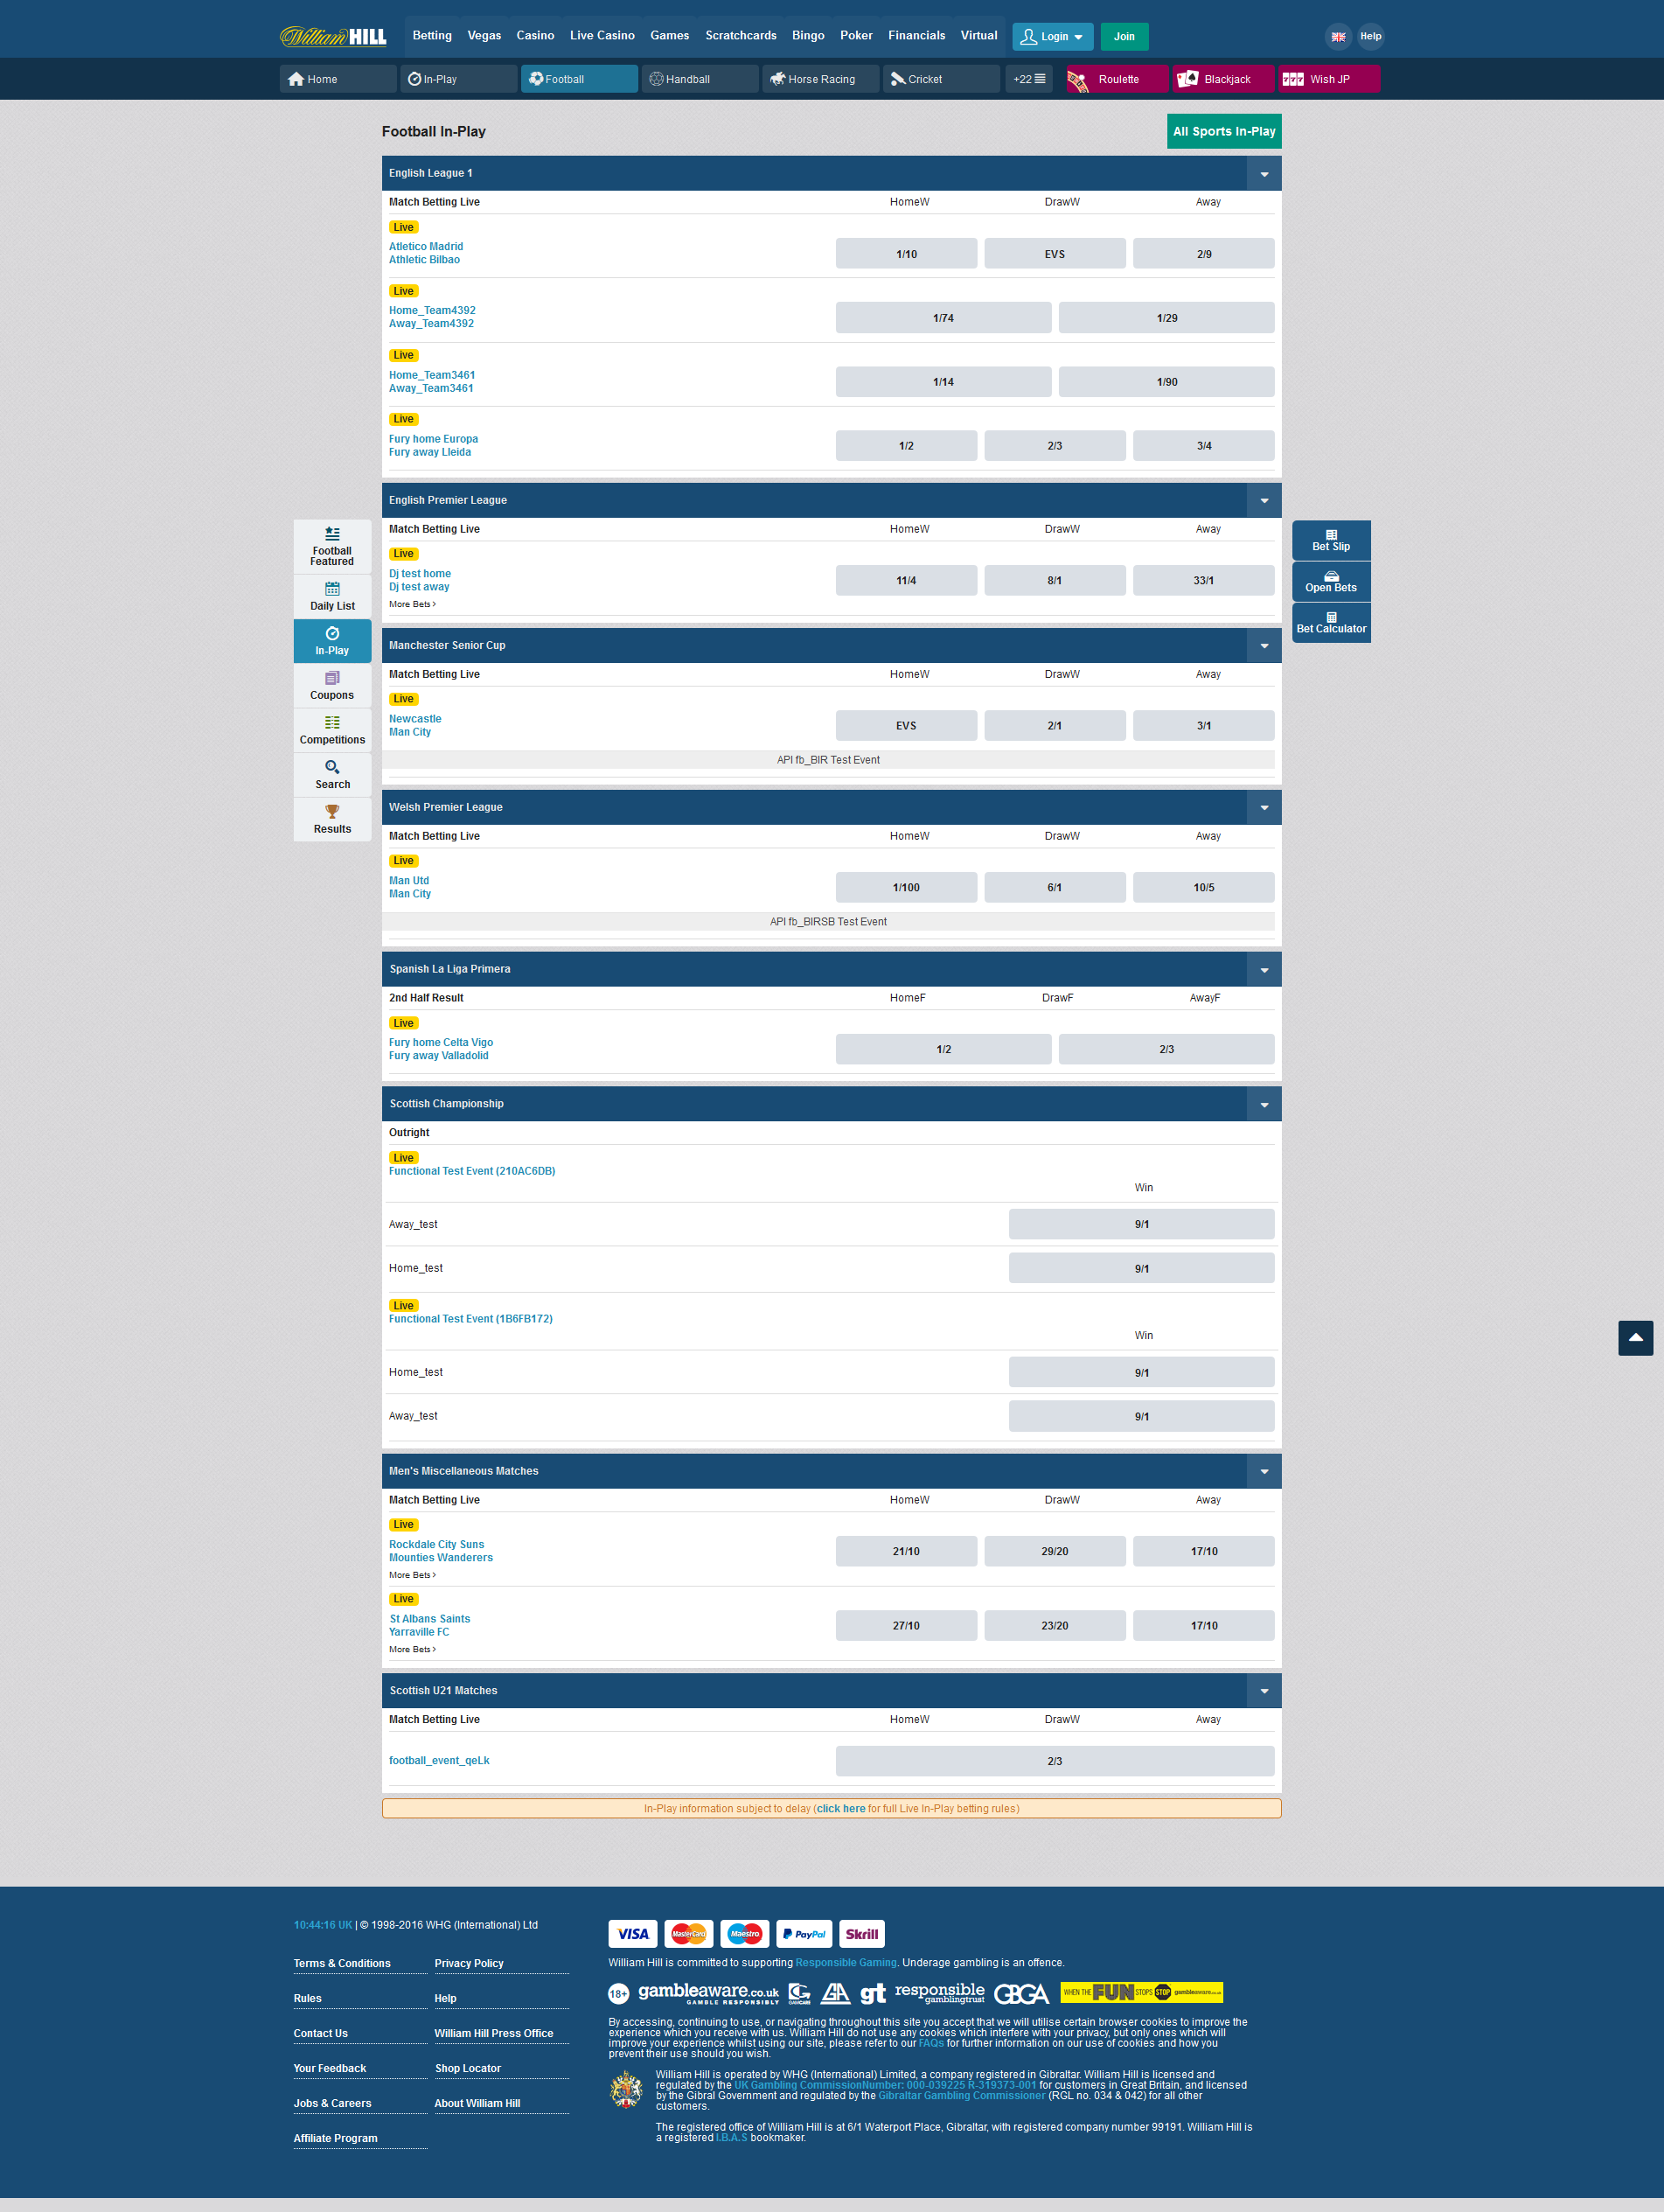 William HILL
Betting Vegas Casino Live Casino Games Scratchcards Bingo Poker Financials Virtual Login Join Help
Home In-Play Football Handball Horse Racing Cricket +22 Roulette Blackjack Wish JP
Football In-Play
All Sports In-Play
English League 1
Match Betting Live HomeW DrawW Away
Live
Atletico Madrid
Athletic Bilbao
1/10 EVS 2/9
Live
Home_Team4392
Away_Team4392
1/74 1/29
Live
Home_Team3461
Away_Team3461
1/14 1/90
Live
Fury home Europa
Fury away Lleida
1/2 2/3 3/4
English Premier League
Match Betting Live HomeW DrawW Away
Live
Dj test home
Dj test away
11/4 8/1 33/1
More Bets
Manchester Senior Cup
Match Betting Live HomeW DrawW Away
Live
Newcastle
Man City
EVS 2/1 3/1
API fb_BIR Test Event
Welsh Premier League
Match Betting Live HomeW DrawW Away
Live
Man Utd
Man City
1/100 6/1 10/5
API fb_BIRSB Test Event
Spanish La Liga Primera
2nd Half Result HomeF DrawF AwayF
Live
Fury home Celta Vigo
Fury away Valladolid
1/2 2/3
Scottish Championship
Outright
Live
Functional Test Event (210AC6DB)
Win
Away_test 9/1
Home_test 9/1
Live
Functional Test Event (1B6FB172)
Win
Home_test 9/1
Away_test 9/1
Men's Miscellaneous Matches
Match Betting Live HomeW DrawW Away
Live
Rockdale City Suns
Mounties Wanderers
21/10 29/20 17/10
More Bets
Live
St Albans Saints
Yarraville FC
27/10 23/20 17/10
More Bets
Scottish U21 Matches
Match Betting Live HomeW DrawW Away
football_event_qeLk 2/3
In-Play information subject to delay (click here for full Live In-Play betting rules)
Football
Featured
Daily List
In-Play
Coupons
Competitions
Search
Results
Bet Slip
Open Bets
Bet Calculator
10:44:16 UK | © 1998-2016 WHG (International) Ltd
Terms & Conditions Privacy Policy
Rules Help
Contact Us William Hill Press Office
Your Feedback Shop Locator
Jobs & Careers About William Hill
Affiliate Program
VISA MasterCard Maestro PayPal Skrill
William Hill is committed to supporting Responsible Gaming. Underage gambling is an offence.
18+ gambleaware.co.uk GAMBLE RESPONSIBLY GAMCARE GA gt responsible gamblingtrust GBGA WHEN THE FUN STOPS STOP gambleaware.co.uk
By accessing, continuing to use, or navigating throughout this site you accept that we will utilise certain browser cookies to improve the
experience which you receive with us. William Hill do not use any cookies which interfere with your privacy, but only ones which will
improve your experience whilst using our site, please refer to our FAQs for further information on our use of cookies and how you
prevent their use should you wish.
William Hill is operated by WHG (International) Limited, a company registered in Gibraltar. William Hill is licensed and
regulated by the UK Gambling CommissionNumber: 000-039225 R-319373-001 for customers in Great Britain, and licensed
by the Gibral Government and regulated by the Gibraltar Gambling Commissioner (RGL no. 034 & 042) for all other
customers.
The registered office of William Hill is at 6/1 Waterport Place, Gibraltar, with registered company number 99191. William Hill is
a registered I.B.A.S bookmaker.